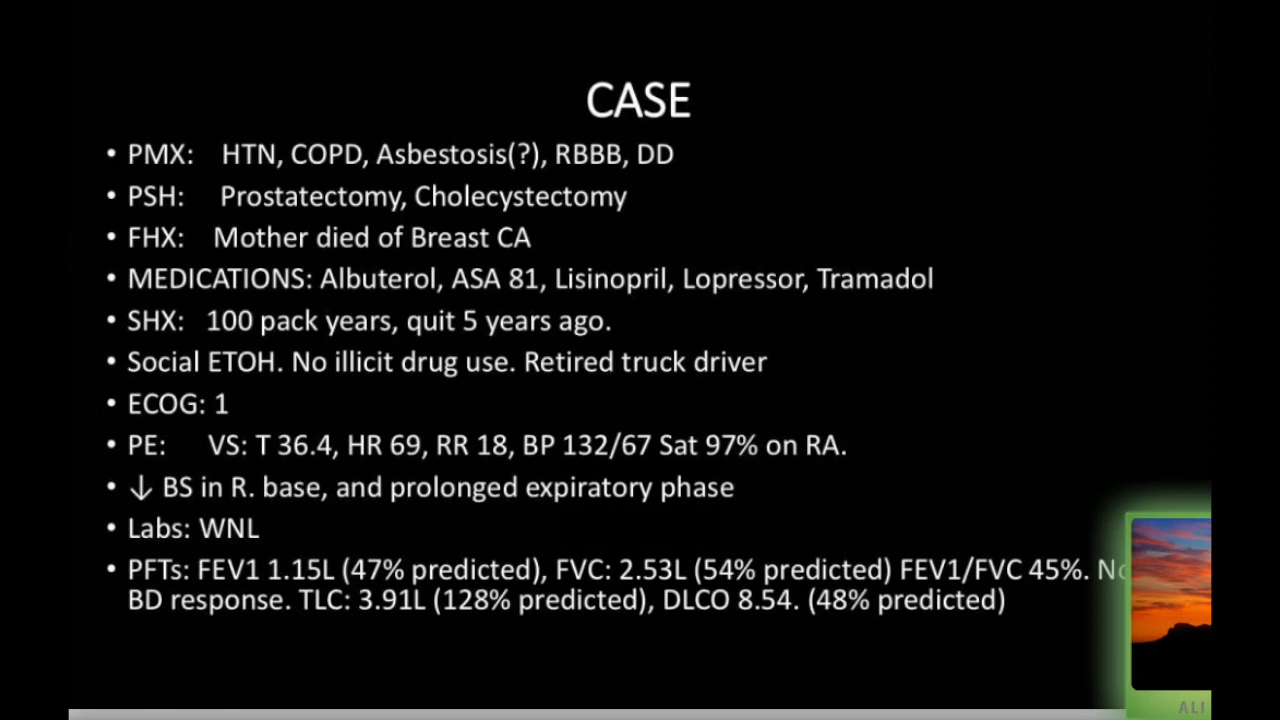 CASE
• PMX: HTN, COPD, Asbestosis(?), RBBB, DD
• PSH: Prostatectomy, Cholecystectomy
• FHX: Mother died of Breast CA
• MEDICATIONS: Albuterol, ASA 81, Lisinopril, Lopressor, Tramadol
• SHX: 100 pack years, quit 5 years ago.
• Social ETOH. No illicit drug use. Retired truck driver
• ECOG: 1
• PE: VS: T 36.4, HR 69, RR 18, BP 132/67 Sat 97% on RA.
• ↓ BS in R. base, and prolonged expiratory phase
• Labs: WNL
• PFTs: FEV1 1.15L (47% predicted), FVC: 2.53L (54% predicted) FEV1/FVC 45%. No
BD response. TLC: 3.91L (128% predicted), DLCO 8.54. (48% predicted)
ALI